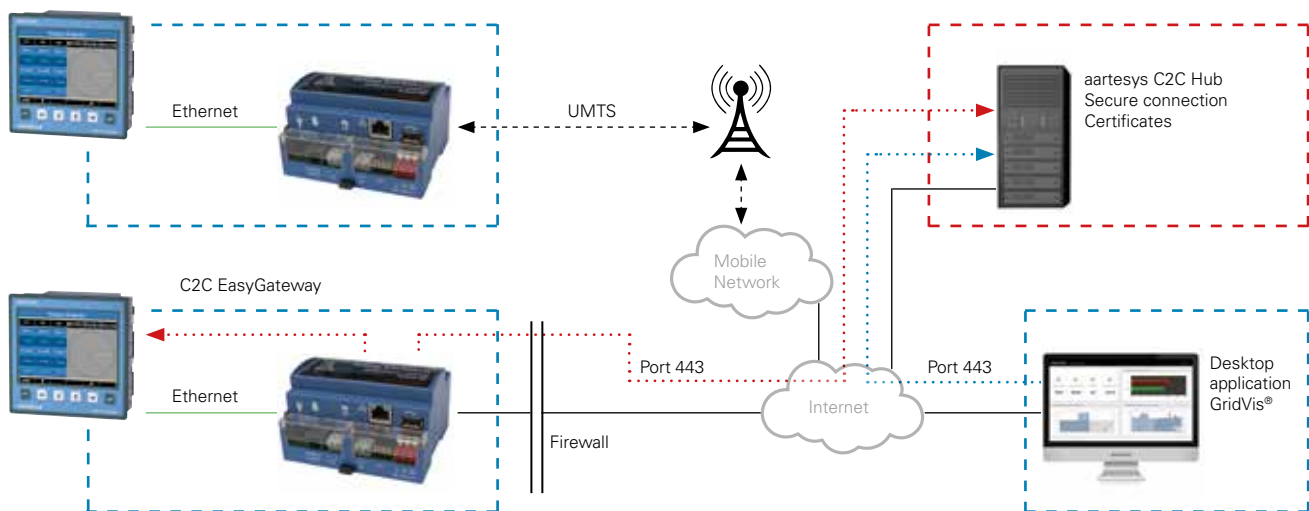 Ethernet
UMTS
aartesys C2C Hub
Secure connection
Certificates
Mobile
Network
C2C EasyGateway
Port 443
Port 443
Desktop
application
GridVis®
Ethernet
Internet
Firewall